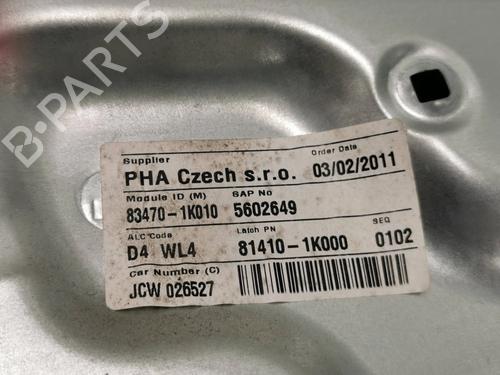 B-PARTS
Supplier Order Date
PHA Czech s.r.o. 03/02/2011
Module ID (M) SAP No
83470-1K010 5602649
ALC Code Latch PN SEQ
D4 WL4 81410-1K000 0102
Car Number (C)
JCW 026527